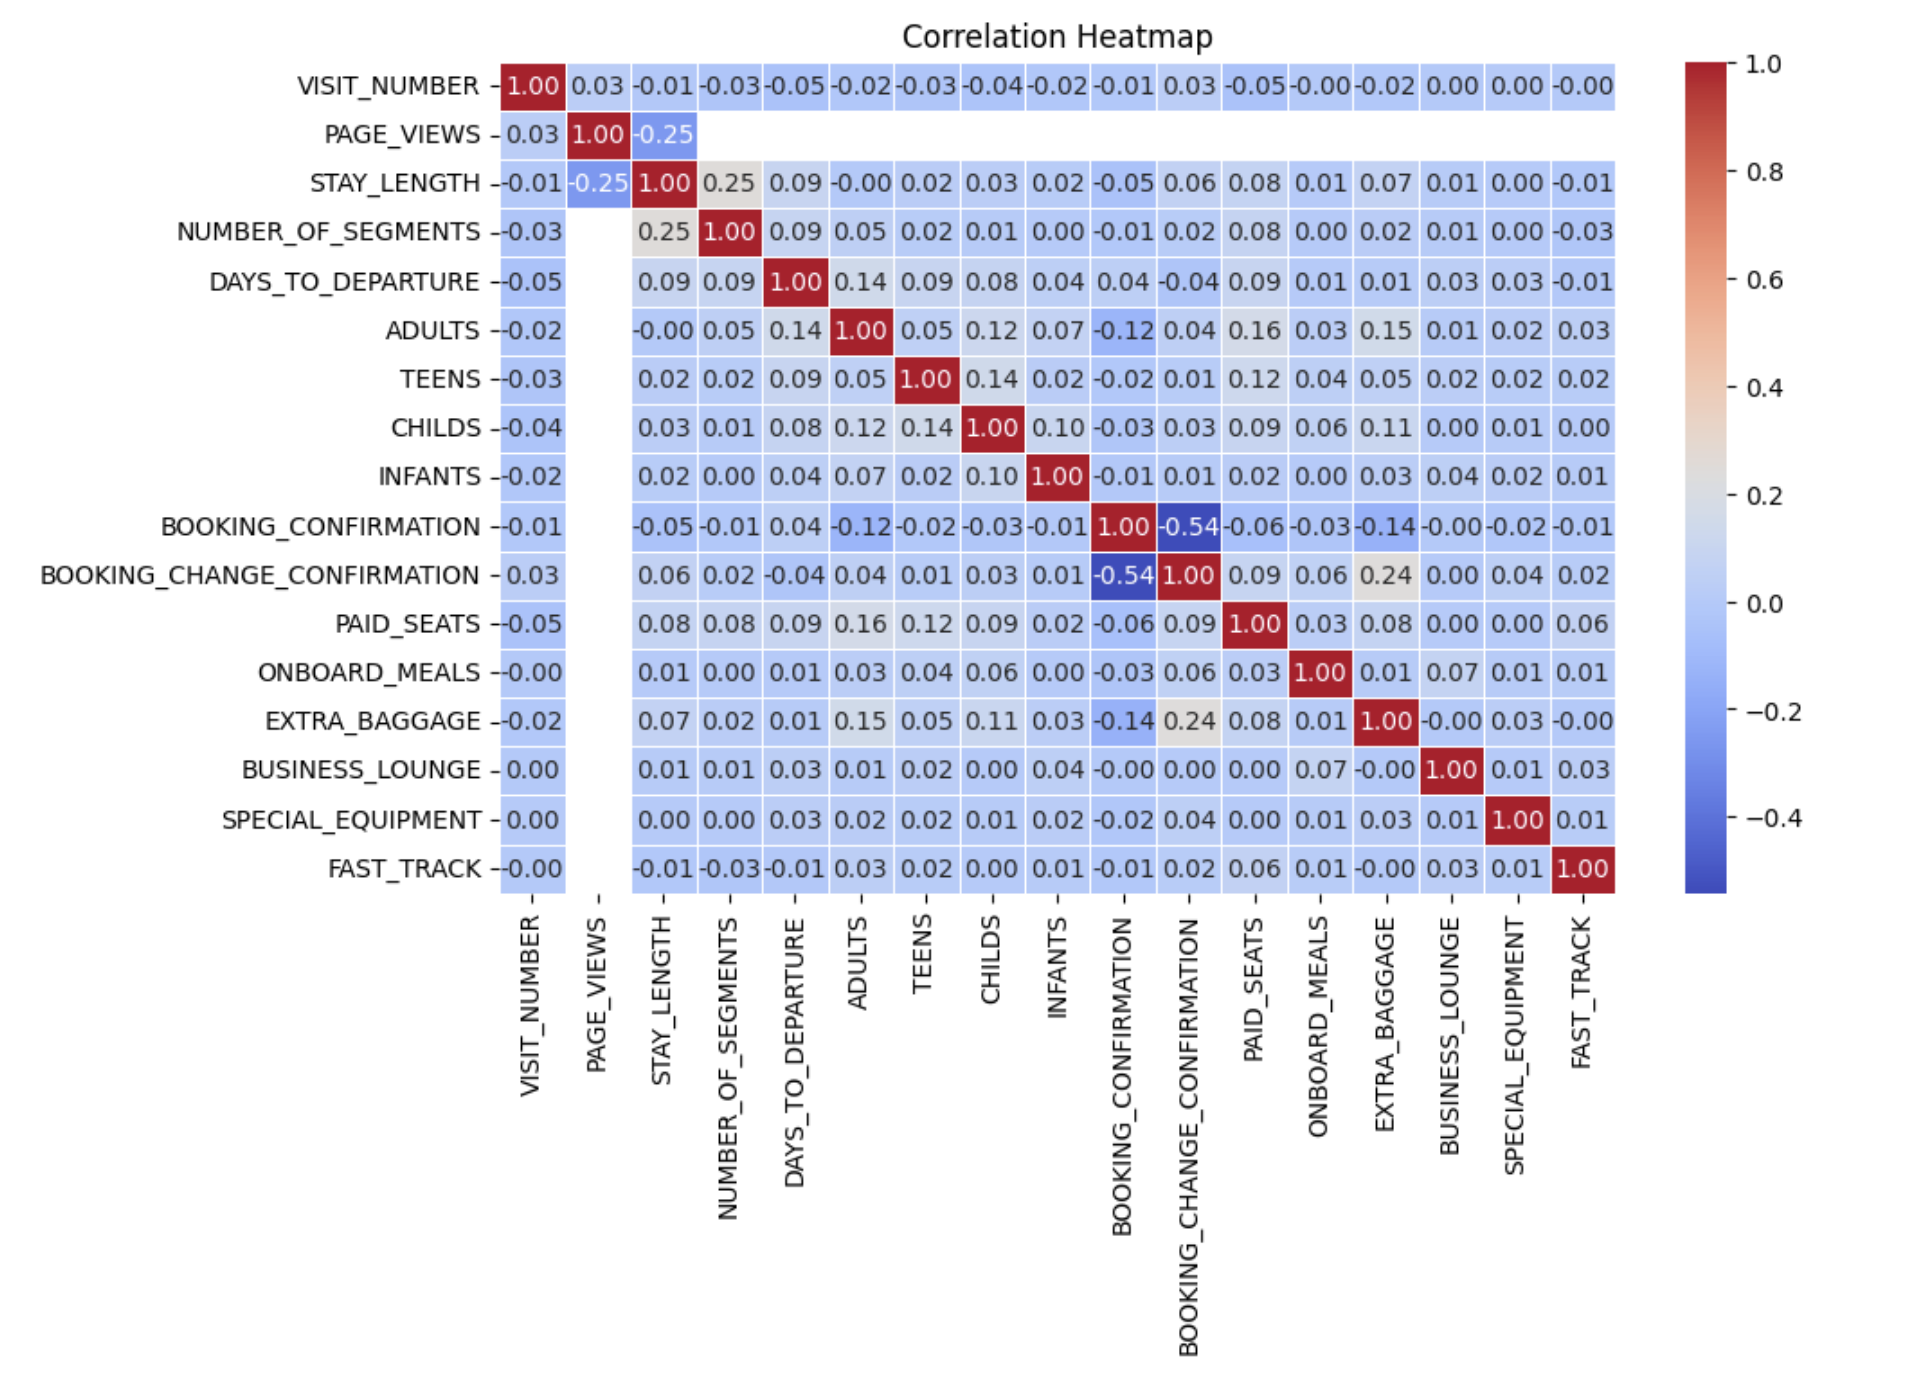 Correlation Heatmap
VISIT_NUMBER 1.00 0.03 -0.01 -0.03 -0.05 -0.02 -0.03 -0.04 -0.02 -0.01 0.03 -0.05 -0.00 -0.02 0.00 0.00 -0.00
PAGE_VIEWS 0.03 1.00 -0.25
STAY_LENGTH -0.01 -0.25 1.00 0.25 0.09 -0.00 0.02 0.03 0.02 -0.05 0.06 0.08 0.01 0.07 0.01 0.00 -0.01
NUMBER_OF_SEGMENTS -0.03 0.25 1.00 0.09 0.05 0.02 0.01 0.00 -0.01 0.02 0.08 0.00 0.02 0.01 0.00 -0.03
DAYS_TO_DEPARTURE -0.05 0.09 0.09 1.00 0.14 0.09 0.08 0.04 0.04 -0.04 0.09 0.01 0.01 0.03 0.03 -0.01
ADULTS -0.02 -0.00 0.05 0.14 1.00 0.05 0.12 0.07 -0.12 0.04 0.16 0.03 0.15 0.01 0.02 0.03
TEENS -0.03 0.02 0.02 0.09 0.05 1.00 0.14 0.02 -0.02 0.01 0.12 0.04 0.05 0.02 0.02 0.02
CHILDS -0.04 0.03 0.01 0.08 0.12 0.14 1.00 0.10 -0.03 0.03 0.09 0.06 0.11 0.00 0.01 0.00
INFANTS -0.02 0.02 0.00 0.04 0.07 0.02 0.10 1.00 -0.01 0.01 0.02 0.00 0.03 0.04 0.02 0.01
BOOKING_CONFIRMATION -0.01 -0.05 -0.01 0.04 -0.12 -0.02 -0.03 -0.01 1.00 -0.54 -0.06 -0.03 -0.14 -0.00 -0.02 -0.01
BOOKING_CHANGE_CONFIRMATION 0.03 0.06 0.02 -0.04 0.04 0.01 0.03 0.01 -0.54 1.00 0.09 0.06 0.24 0.00 0.04 0.02
PAID_SEATS -0.05 0.08 0.08 0.09 0.16 0.12 0.09 0.02 -0.06 0.09 1.00 0.03 0.08 0.00 0.00 0.06
ONBOARD_MEALS -0.00 0.01 0.00 0.01 0.03 0.04 0.06 0.00 -0.03 0.06 0.03 1.00 0.01 0.07 0.01 0.01
EXTRA_BAGGAGE -0.02 0.07 0.02 0.01 0.15 0.05 0.11 0.03 -0.14 0.24 0.08 0.01 1.00 -0.00 0.03 -0.00
BUSINESS_LOUNGE 0.00 0.01 0.01 0.03 0.01 0.02 0.00 0.04 -0.00 0.00 0.00 0.07 -0.00 1.00 0.01 0.03
SPECIAL_EQUIPMENT 0.00 0.00 0.00 0.03 0.02 0.02 0.01 0.02 -0.02 0.04 0.00 0.01 0.03 0.01 1.00 0.01
FAST_TRACK -0.00 -0.01 -0.03 -0.01 0.03 0.02 0.00 0.01 -0.01 0.02 0.06 0.01 -0.00 0.03 0.01 1.00
VISIT_NUMBER
PAGE_VIEWS
STAY_LENGTH
NUMBER_OF_SEGMENTS
DAYS_TO_DEPARTURE
ADULTS
TEENS
CHILDS
INFANTS
BOOKING_CONFIRMATION
BOOKING_CHANGE_CONFIRMATION
PAID_SEATS
ONBOARD_MEALS
EXTRA_BAGGAGE
BUSINESS_LOUNGE
SPECIAL_EQUIPMENT
FAST_TRACK
1.0
0.8
0.6
0.4
0.2
0.0
−0.2
−0.4